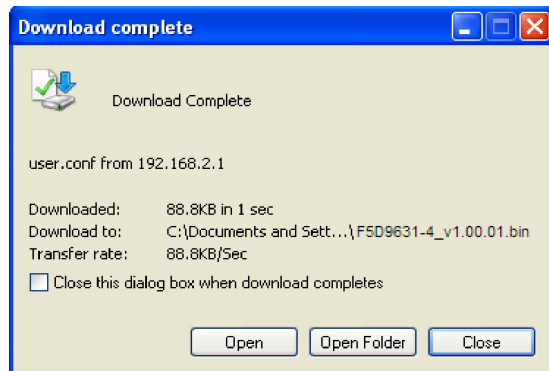 Download complete
Download Complete
user.conf from 192.168.2.1
Downloaded: 88.8KB in 1 sec
Download to: C:\Documents and Sett...\F5D9631-4_v1.00.01.bin
Transfer rate: 88.8KB/Sec
Close this dialog box when download completes
Open Open Folder Close